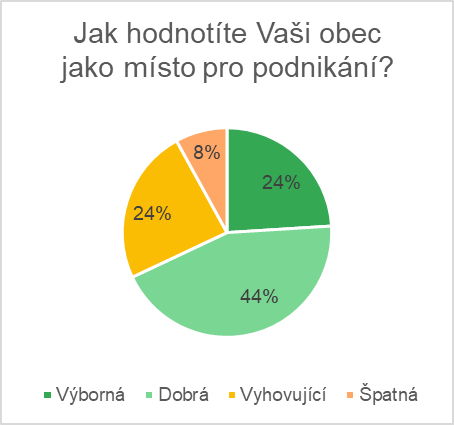 Jak hodnotíte Vaši obec
jako místo pro podnikání?
8%
24%
24%
44%
Výborná Dobrá Vyhovující Špatná